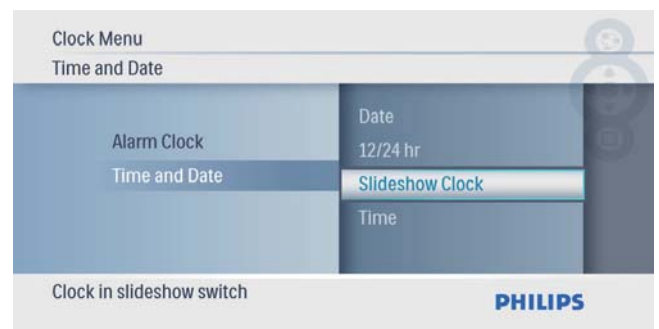 Clock Menu
Time and Date
Alarm Clock
Time and Date
Date
12/24 hr
Slideshow Clock
Time
Clock in slideshow switch
PHILIPS